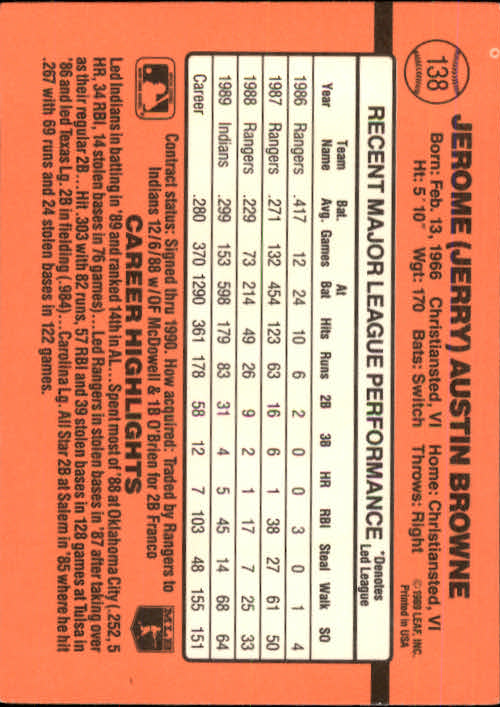 138
JEROME (JERRY) AUSTIN BROWNE
Born: Feb. 13, 1966 Christiansted, VI Home: Christiansted, VI
Ht: 5'10" Wgt: 170 Bats: Switch Throws: Right
© 1989 LEAF, INC.
Printed in USA
RECENT MAJOR LEAGUE PERFORMANCE
*Denotes
Led League
Year Team Name Bat. Avg. Games At Bat Hits Runs 2B 3B HR RBI Steal Walk SO
1986 Rangers .417 12 24 10 6 2 0 0 3 0 1 4
1987 Rangers .271 132 454 123 63 16 6 1 38 27 61 50
1988 Rangers .229 73 214 49 26 9 2 1 17 7 25 33
1989 Indians .299 153 598 179 83 31 4 5 45 14 68 64
Career .280 370 1290 361 178 58 12 7 103 48 155 151
Contract status: Signed thru 1990. How acquired: Traded by Rangers to
Indians 12/6/88 w/OF McDowell & 1B O'Brien for 2B Franco
CAREER HIGHLIGHTS
MLB
Led Indians in batting in '89 and ranked 14th in AL...Spent most of '88 at Oklahoma City (.252, 5
HR, 34 RBI, 14 stolen bases in 76 games)...Led Rangers in stolen bases in '87 after taking over
as their regular 2B...Hit .303 with 82 runs, 57 RBI and 39 stolen bases in 128 games at Tulsa in
'86 and led Texas Lg. 2B in fielding (.984)...Carolina Lg. All Star 2B at Salem in '85 where he hit
.267 with 69 runs and 24 stolen bases in 122 games.